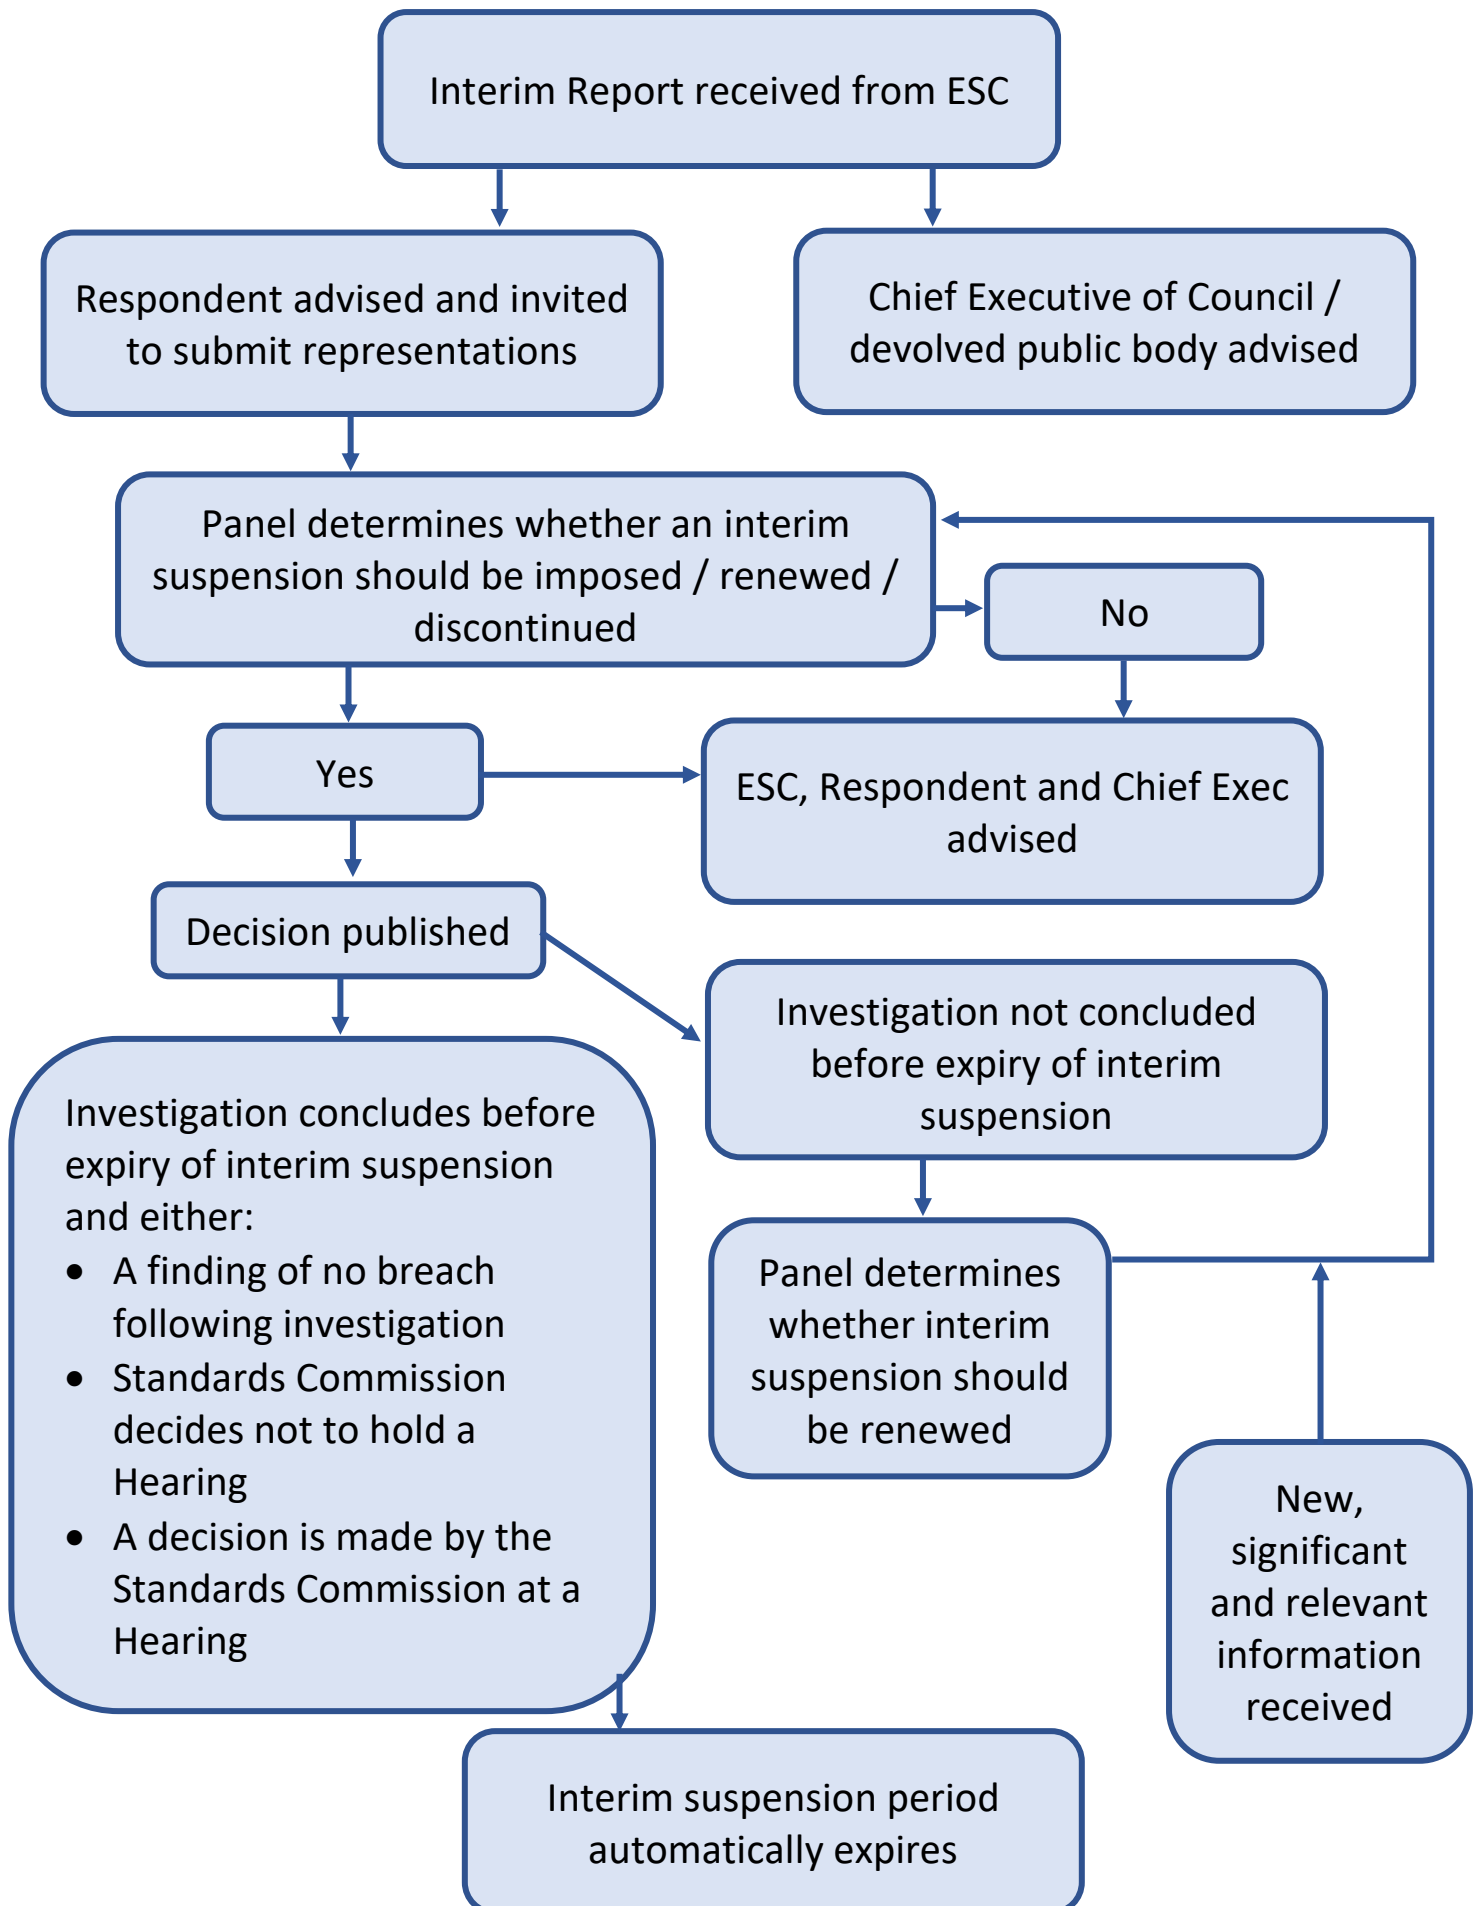 Interim Report received from ESC
Respondent advised and invited
to submit representations
Chief Executive of Council /
devolved public body advised
Panel determines whether an interim
suspension should be imposed / renewed /
discontinued
No
Yes
ESC, Respondent and Chief Exec
advised
Decision published
Investigation not concluded
before expiry of interim
suspension
Investigation concludes before
expiry of interim suspension
and either:
• A finding of no breach
following investigation
• Standards Commission
decides not to hold a
Hearing
• A decision is made by the
Standards Commission at a
Hearing
Panel determines
whether interim
suspension should
be renewed
New,
significant
and relevant
information
received
Interim suspension period
automatically expires